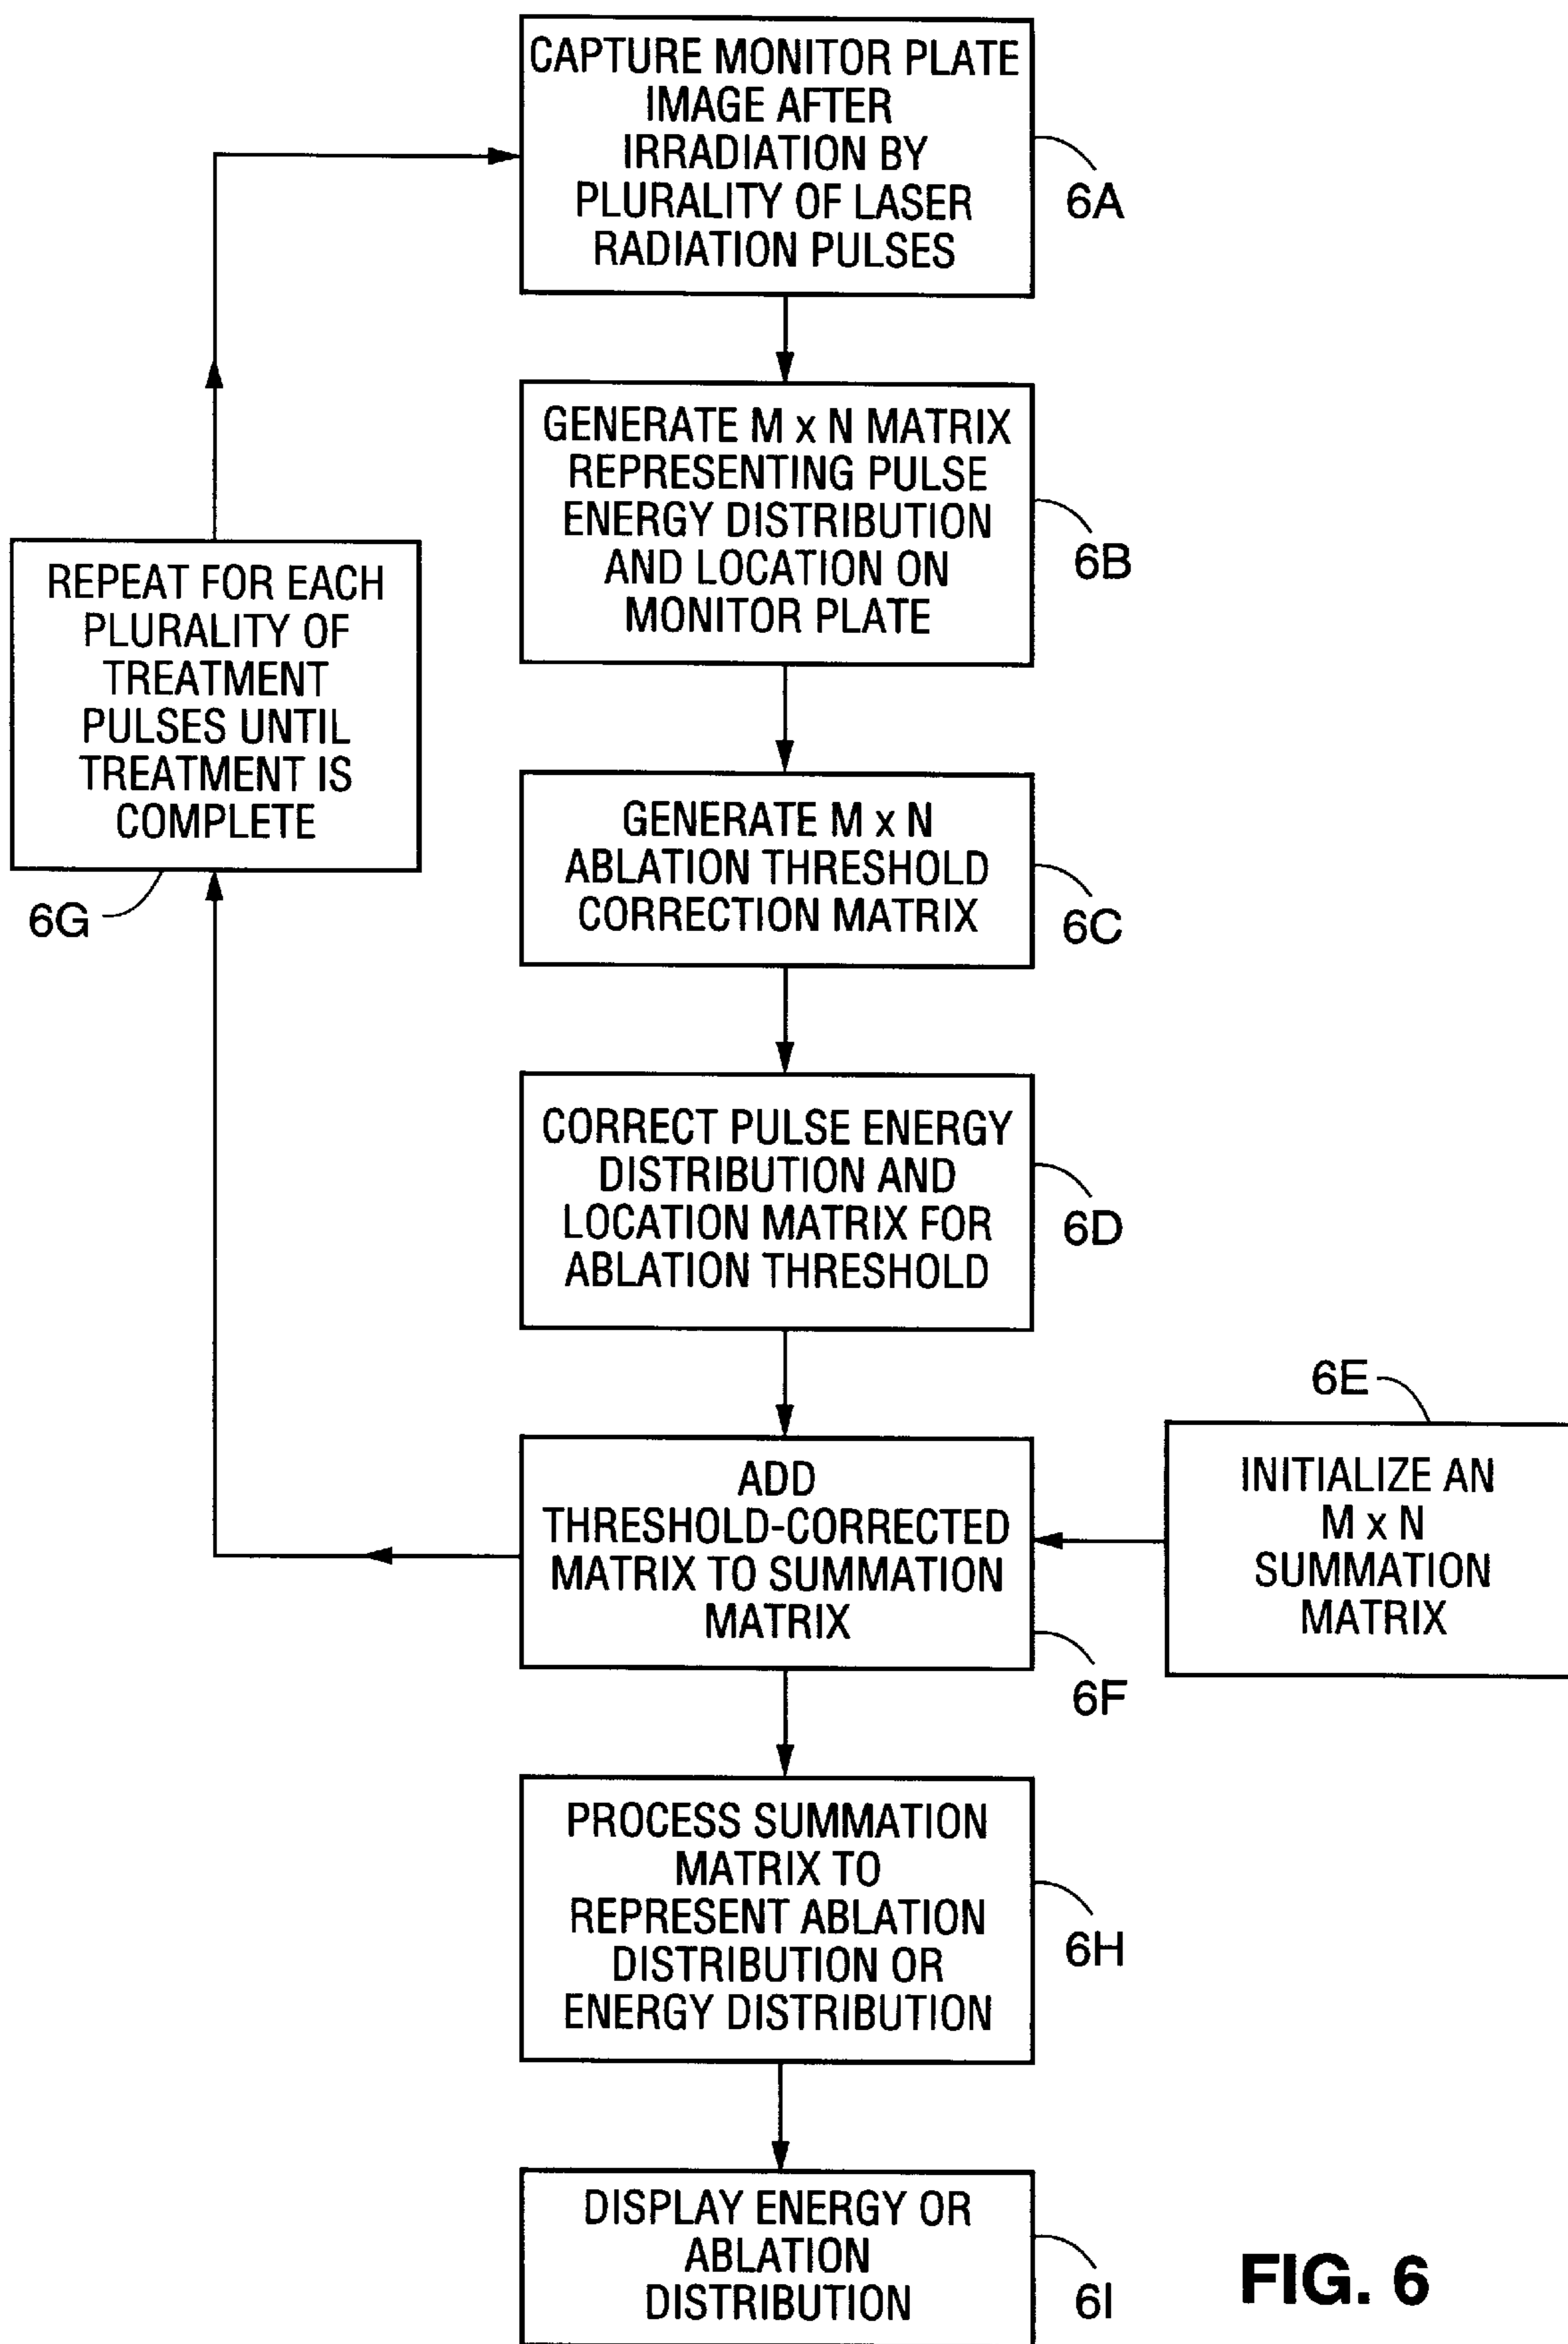 CAPTURE MONITOR PLATE
IMAGE AFTER
IRRADIATION BY
PLURALITY OF LASER
RADIATION PULSES
6A
GENERATE M x N MATRIX
REPRESENTING PULSE
ENERGY DISTRIBUTION
AND LOCATION ON
MONITOR PLATE
6B
REPEAT FOR EACH
PLURALITY OF
TREATMENT
PULSES UNTIL
TREATMENT IS
COMPLETE
6G
GENERATE M x N
ABLATION THRESHOLD
CORRECTION MATRIX
6C
CORRECT PULSE ENERGY
DISTRIBUTION AND
LOCATION MATRIX FOR
ABLATION THRESHOLD
6D
6E
INITIALIZE AN
M x N
SUMMATION
MATRIX
ADD
THRESHOLD-CORRECTED
MATRIX TO SUMMATION
MATRIX
6F
PROCESS SUMMATION
MATRIX TO
REPRESENT ABLATION
DISTRIBUTION OR
ENERGY DISTRIBUTION
6H
DISPLAY ENERGY OR
ABLATION
DISTRIBUTION
6I
FIG. 6